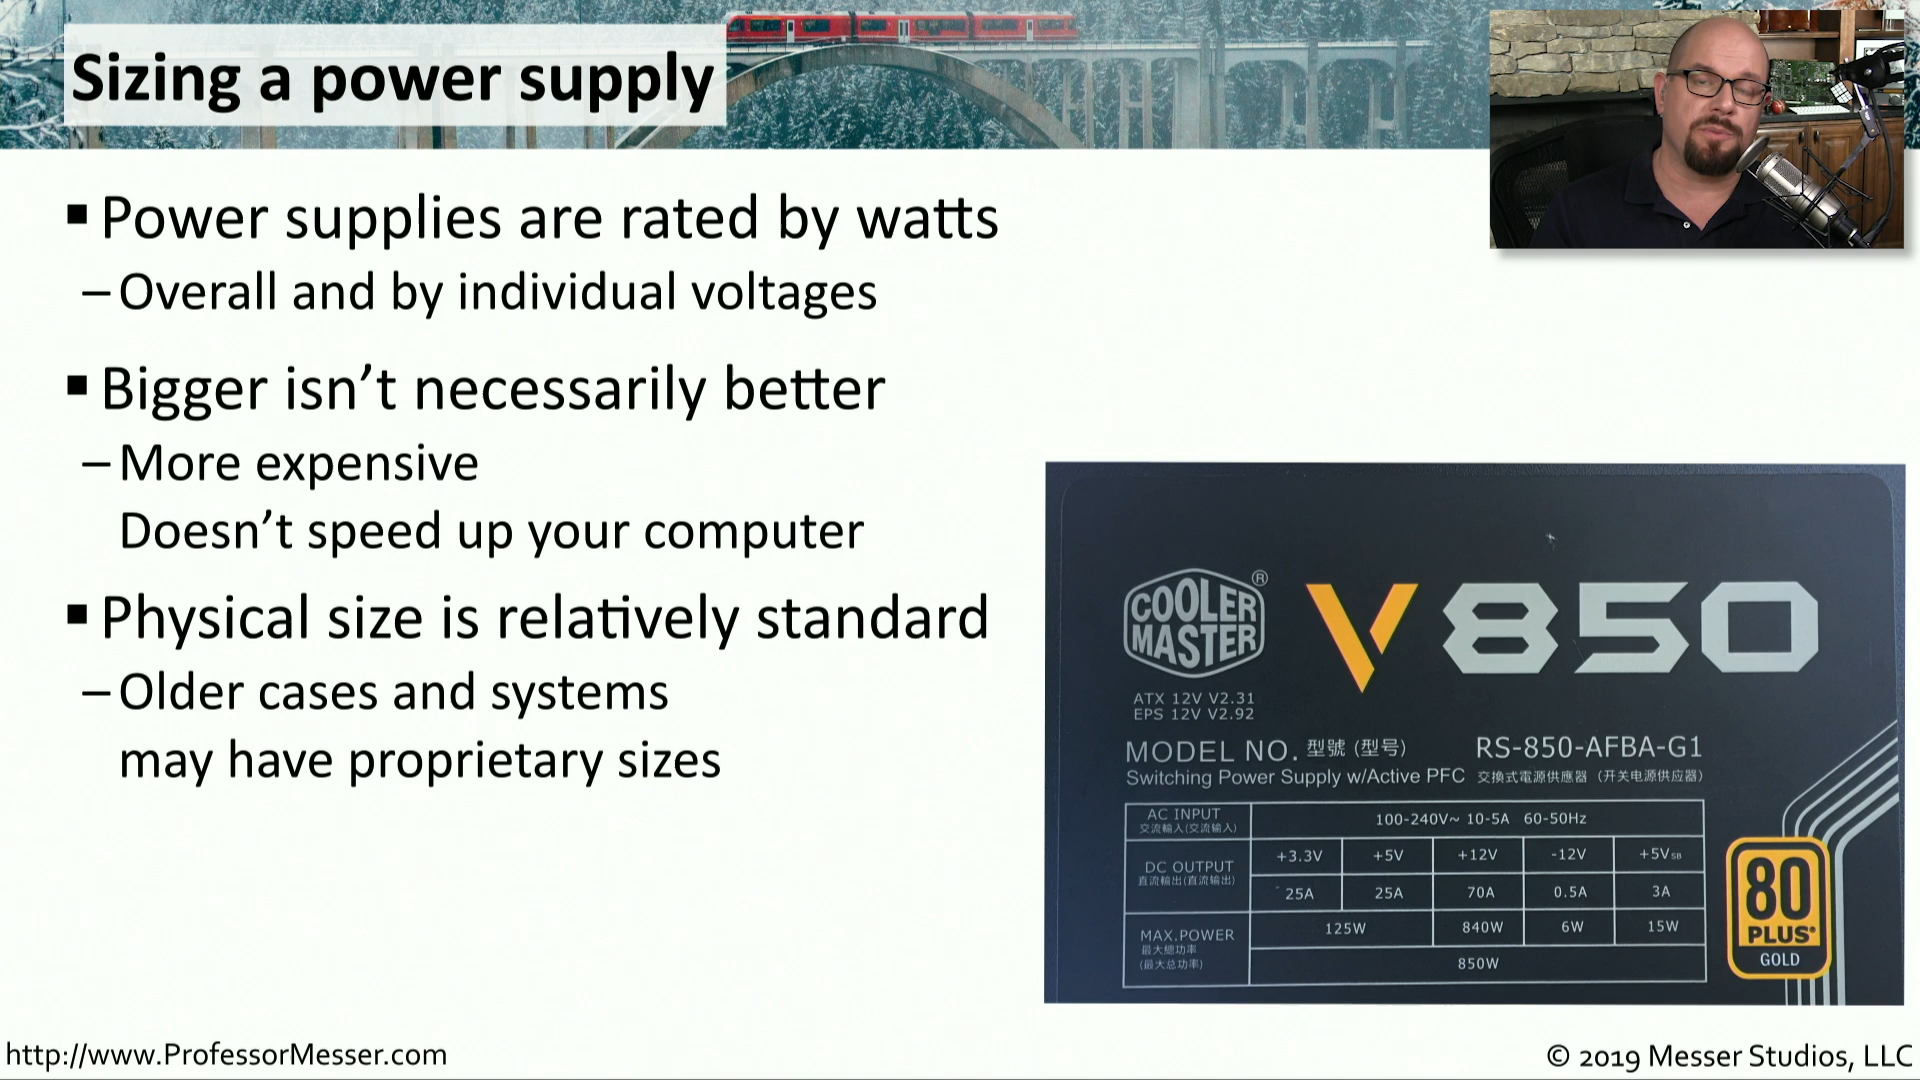 Sizing a power supply
▪ Power supplies are rated by watts
– Overall and by individual voltages
▪ Bigger isn’t necessarily better
– More expensive
Doesn’t speed up your computer
▪ Physical size is relatively standard
– Older cases and systems
may have proprietary sizes
COOLER MASTER ®
V850
ATX 12V V2.31
EPS 12V V2.92
MODEL NO. 型號 (型号) RS-850-AFBA-G1
Switching Power Supply w/Active PFC 交換式電源供應器 (开关电源供应器)
AC INPUT 100-240V~ 10-5A 60-50Hz
交流輸入(交流输入)
DC OUTPUT +3.3V +5V +12V -12V +5VSB
直流輸出(直流输出)
25A 25A 70A 0.5A 3A
MAX.POWER 125W 840W 6W 15W
最大總功率
(最大总功率) 850W
80
PLUS®
GOLD
http://www.ProfessorMesser.com
© 2019 Messer Studios, LLC